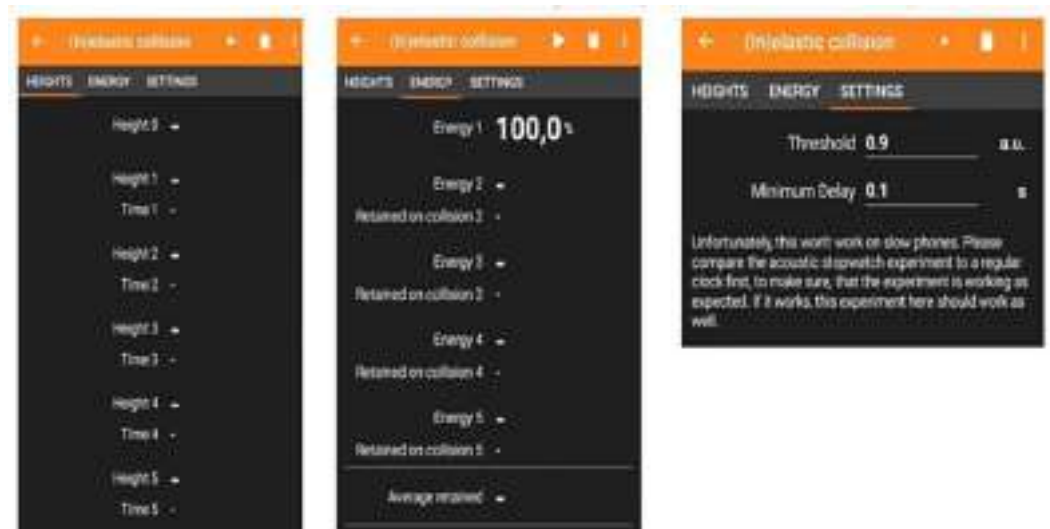 (In)elastic collision
HEIGHTS ENERGY SETTINGS
Height 0 -
Height 1 -
Time 1 -
Height 2 -
Time 2 -
Height 3 -
Time 3 -
Height 4 -
Time 4 -
Height 5 -
Time 5 -
(In)elastic collision
HEIGHTS ENERGY SETTINGS
Energy 1 100,0 %
Energy 2 -
Retained on collision 2 -
Energy 3 -
Retained on collision 3 -
Energy 4 -
Retained on collision 4 -
Energy 5 -
Retained on collision 5 -
Average retained -
(In)elastic collision
HEIGHTS ENERGY SETTINGS
Threshold 0.9 a.u.
Minimum Delay 0.1 s
Unfortunately, this won't work on slow phones. Please
compare the acoustic stopwatch experiment to a regular
clock first, to make sure, that the experiment is working as
expected. If it works, this experiment here should work as
well.